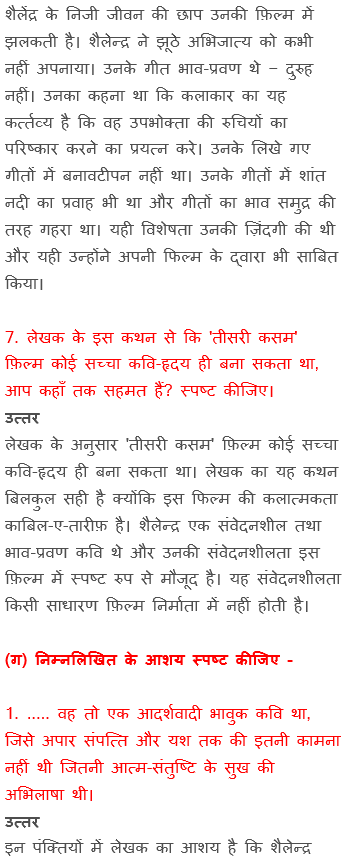 शैलेंद्र के निजी जीवन की छाप उनकी फ़िल्म में
झलकती है। शैलेन्द्र ने झूठे अभिजात्य को कभी
नहीं अपनाया। उनके गीत भाव-प्रवण थे − दुरुह
नहीं। उनका कहना था कि कलाकार का यह
कर्त्तव्य है कि वह उपभोक्ता की रुचियों का
परिष्कार करने का प्रयत्न करे। उनके लिखे गए
गीतों में बनावटीपन नहीं था। उनके गीतों में शांत
नदी का प्रवाह भी था और गीतों का भाव समुद्र की
तरह गहरा था। यही विशेषता उनकी ज़िंदगी की थी
और यही उन्होंने अपनी फिल्म के द्वारा भी साबित
किया।
7. लेखक के इस कथन से कि 'तीसरी कसम'
फ़िल्म कोई सच्चा कवि-हृदय ही बना सकता था,
आप कहाँ तक सहमत हैं? स्पष्ट कीजिए।
उत्तर
लेखक के अनुसार 'तीसरी कसम' फ़िल्म कोई सच्चा
कवि-हृदय ही बना सकता था। लेखक का यह कथन
बिलकुल सही है क्योंकि इस फिल्म की कलात्मकता
काबिल-ए-तारीफ़ है। शैलेन्द्र एक संवेदनशील तथा
भाव-प्रवण कवि थे और उनकी संवेदनशीलता इस
फ़िल्म में स्पष्ट रुप से मौजूद है। यह संवेदनशीलता
किसी साधारण फ़िल्म निर्माता में नहीं होती है।
(ग) निम्नलिखित के आशय स्पष्ट कीजिए -
1. ..... वह तो एक आदर्शवादी भावुक कवि था,
जिसे अपार संपत्ति और यश तक की इतनी कामना
नहीं थी जितनी आत्म-संतुष्टि के सुख की
अभिलाषा थी।
उत्तर
इन पंक्तियों में लेखक का आशय है कि शैलेन्द्र